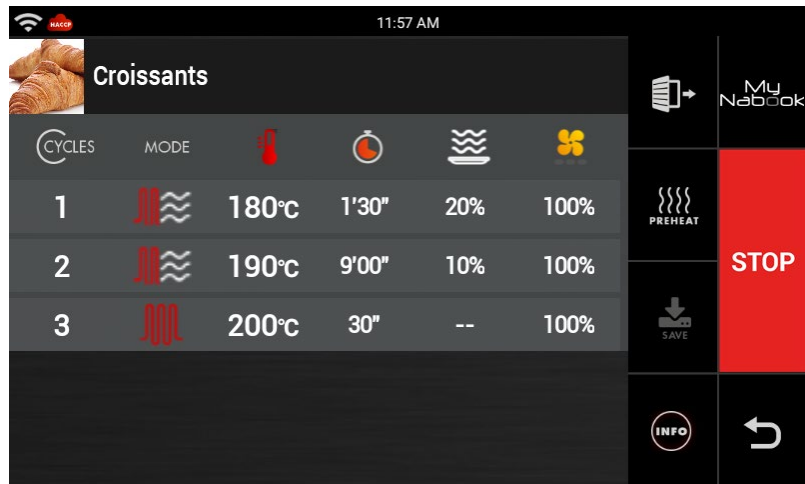 HACCP
11:57 AM
Croissants
My
Nabook
CYCLES MODE
1 180°C 1'30" 20% 100%
PREHEAT
2 190°C 9'00" 10% 100%
STOP
3 200°C 30" -- 100%
SAVE
INFO